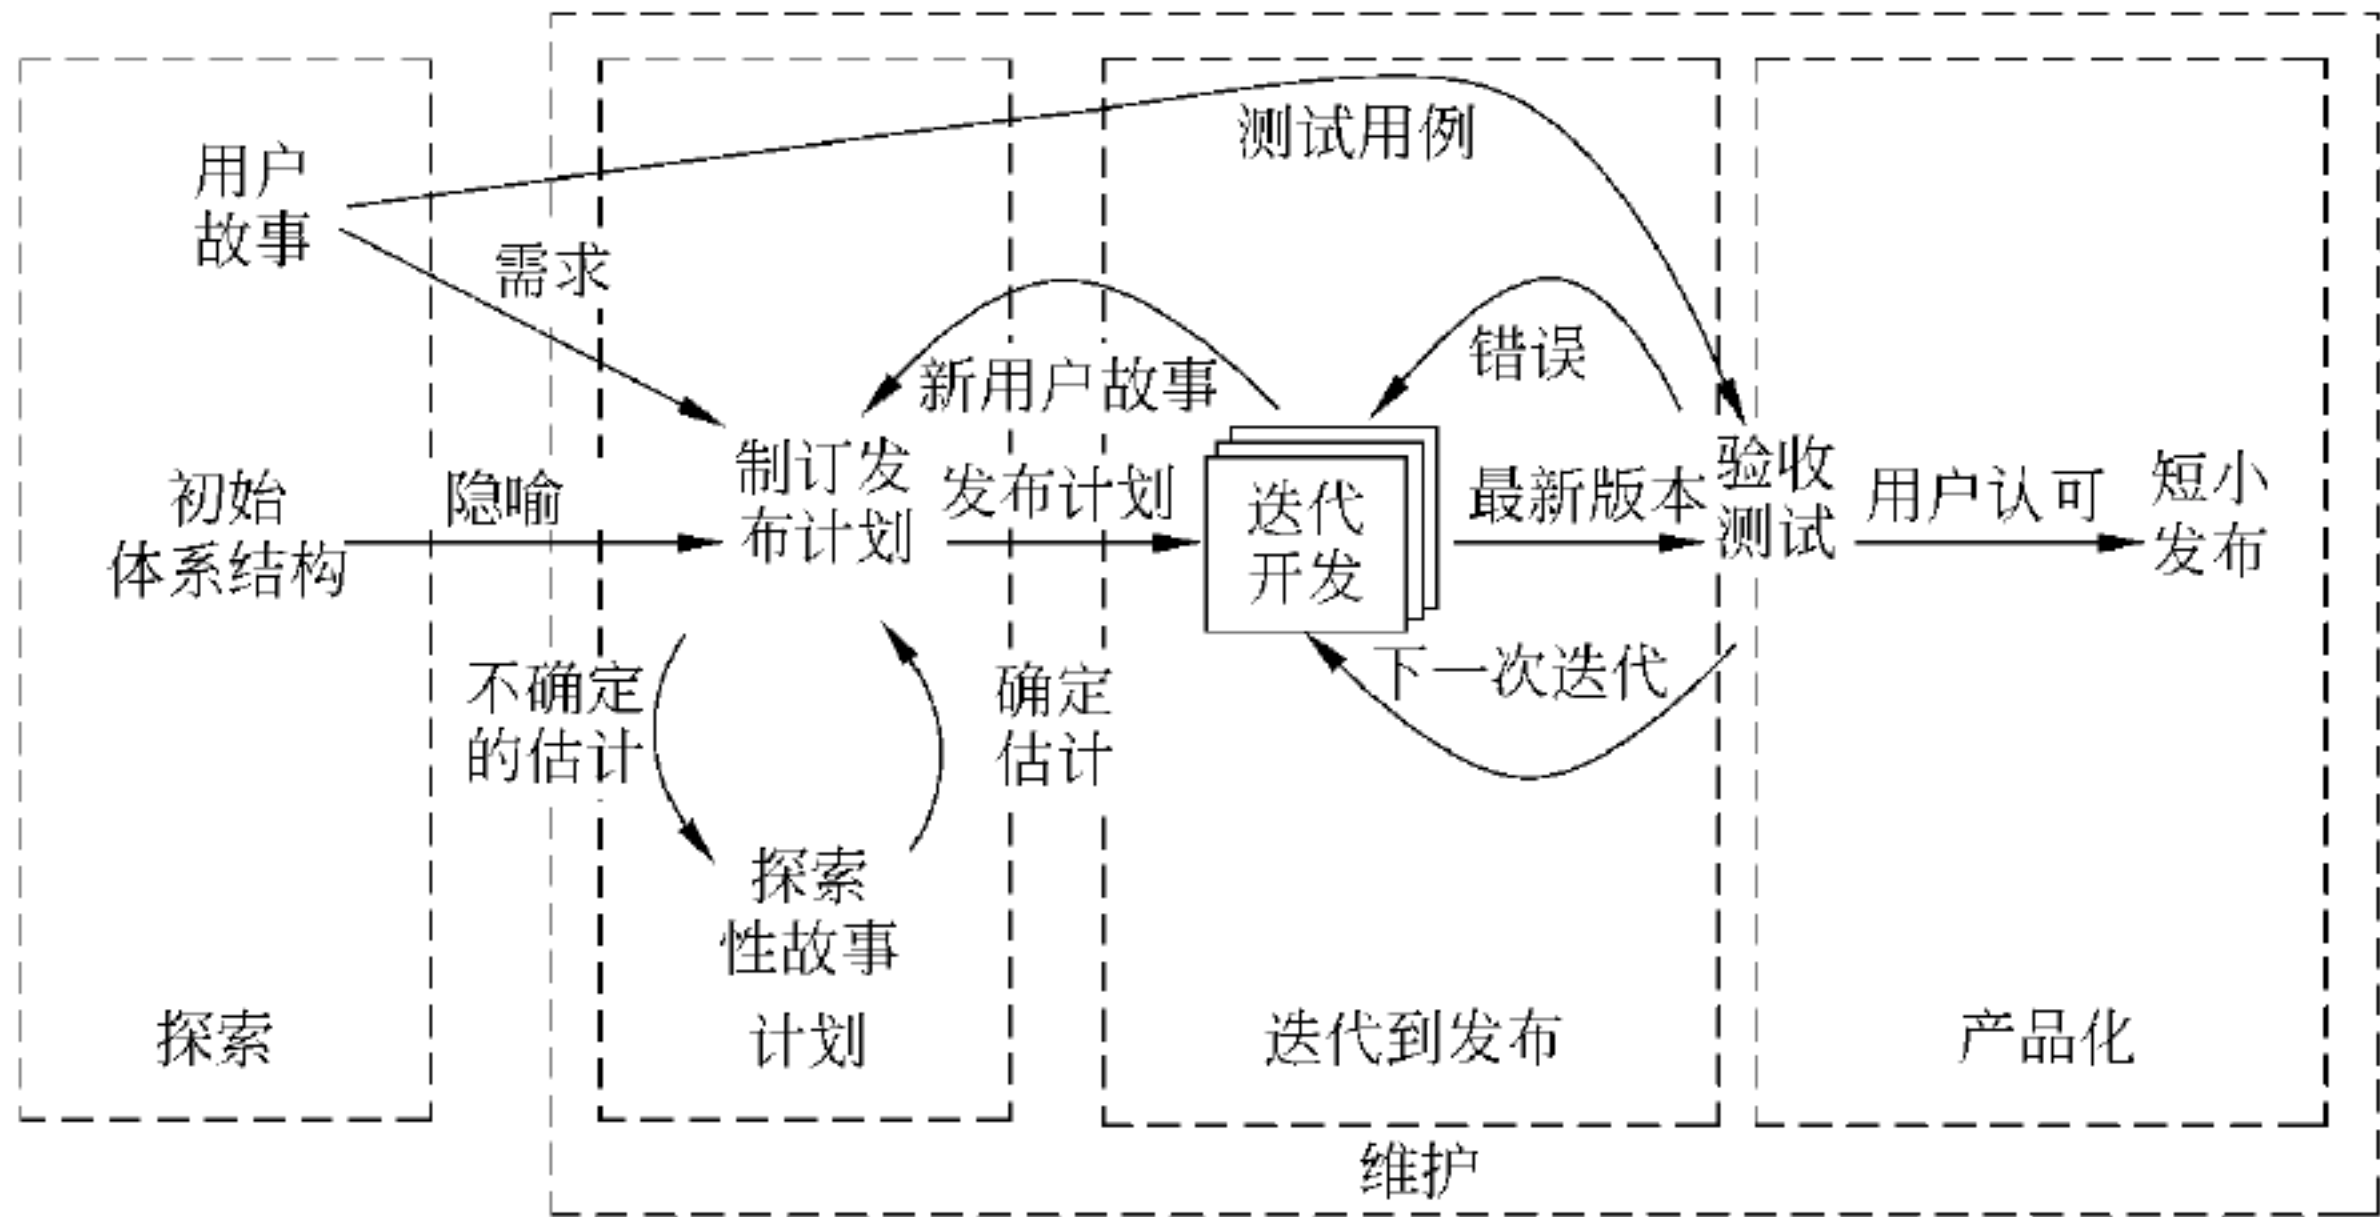 测试用例
用户
故事
需求
错误
新用户故事
制订发
布计划
初始
体系结构
隐喻
发布计划
迭代
开发
最新版本
验收
测试
用户认可
短小
发布
不确定
的估计
确定
估计
下一次迭代
探索
性故事
探索
计划
迭代到发布
产品化
维护